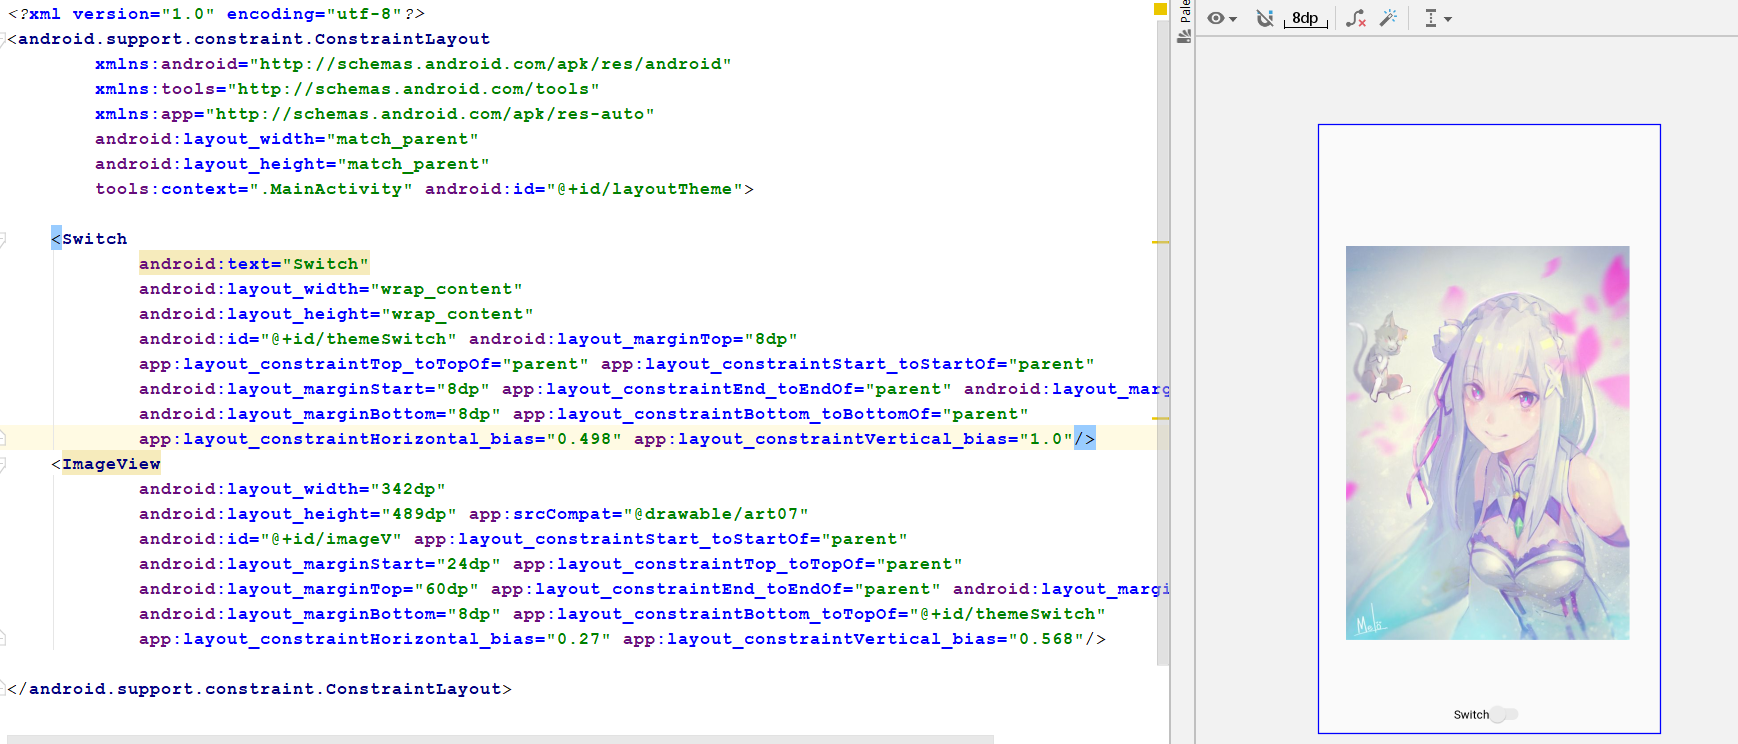 <?xml version="1.0" encoding="utf-8"?>
<android.support.constraint.ConstraintLayout
xmlns:android="http://schemas.android.com/apk/res/android"
xmlns:tools="http://schemas.android.com/tools"
xmlns:app="http://schemas.android.com/apk/res-auto"
android:layout_width="match_parent"
android:layout_height="match_parent"
tools:context=".MainActivity" android:id="@+id/layoutTheme">
<Switch
android:text="Switch"
android:layout_width="wrap_content"
android:layout_height="wrap_content"
android:id="@+id/themeSwitch" android:layout_marginTop="8dp"
app:layout_constraintTop_toTopOf="parent" app:layout_constraintStart_toStartOf="parent"
android:layout_marginStart="8dp" app:layout_constraintEnd_toEndOf="parent" android:layout_marg
android:layout_marginBottom="8dp" app:layout_constraintBottom_toBottomOf="parent"
app:layout_constraintHorizontal_bias="0.498" app:layout_constraintVertical_bias="1.0"/>
<ImageView
android:layout_width="342dp"
android:layout_height="489dp" app:srcCompat="@drawable/art07"
android:id="@+id/imageV" app:layout_constraintStart_toStartOf="parent"
android:layout_marginStart="24dp" app:layout_constraintTop_toTopOf="parent"
android:layout_marginTop="60dp" app:layout_constraintEnd_toEndOf="parent" android:layout_margi
android:layout_marginBottom="8dp" app:layout_constraintBottom_toTopOf="@+id/themeSwitch"
app:layout_constraintHorizontal_bias="0.27" app:layout_constraintVertical_bias="0.568"/>
</android.support.constraint.ConstraintLayout>
Pale
8dp
Switch